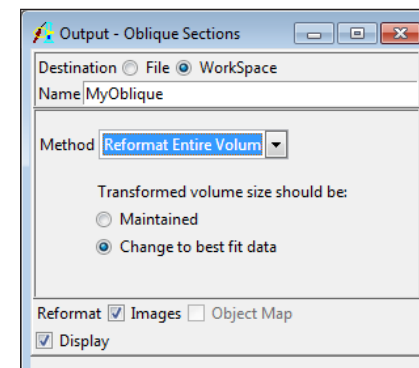 Output - Oblique Sections
Destination File WorkSpace
Name MyOblique
Method Reformat Entire Volum
Transformed volume size should be:
Maintained
Change to best fit data
Reformat Images Object Map
Display